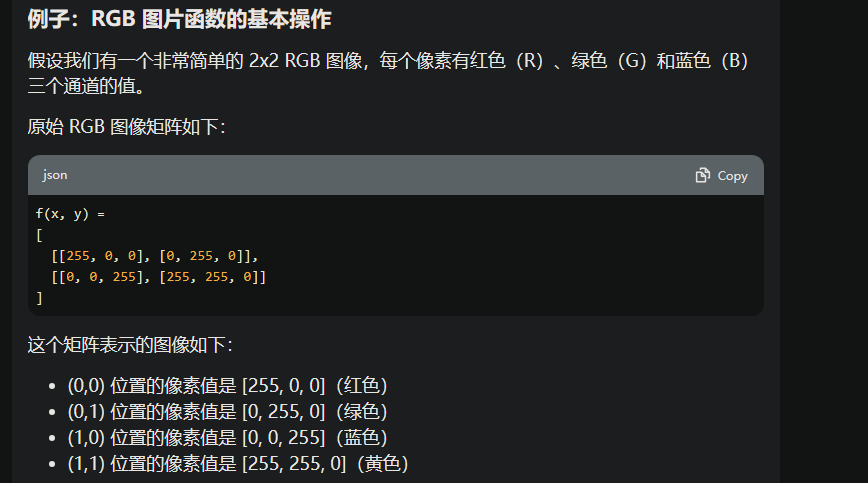 例子：RGB 图片函数的基本操作
假设我们有一个非常简单的 2x2 RGB 图像，每个像素有红色（R）、绿色（G）和蓝色（B）
三个通道的值。
原始 RGB 图像矩阵如下：
json Copy
f(x, y) =
[
[[255, 0, 0], [0, 255, 0]],
[[0, 0, 255], [255, 255, 0]]
]
这个矩阵表示的图像如下：
• (0,0) 位置的像素值是 [255, 0, 0]（红色）
• (0,1) 位置的像素值是 [0, 255, 0]（绿色）
• (1,0) 位置的像素值是 [0, 0, 255]（蓝色）
• (1,1) 位置的像素值是 [255, 255, 0]（黄色）